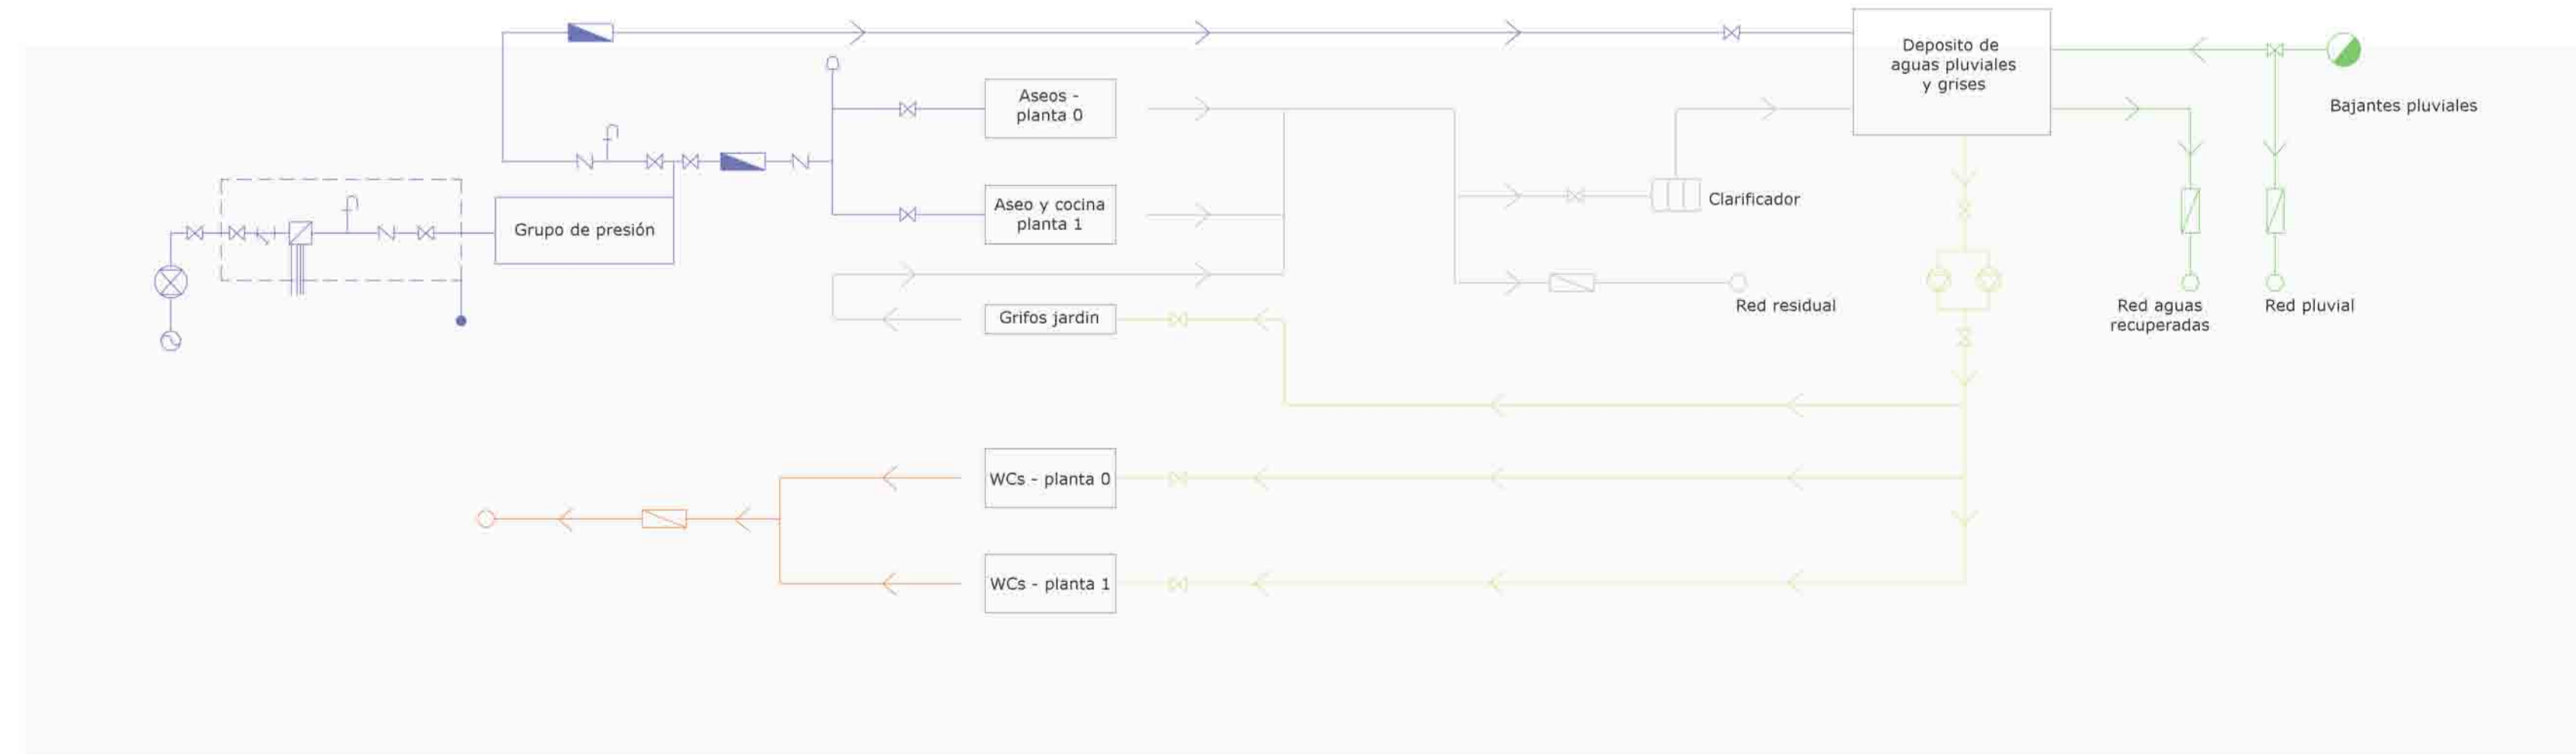 Deposito de
aguas pluviales
y grises
Bajantes pluviales
Aseos -
planta 0
Aseo y cocina
planta 1
Clarificador
Grupo de presión
Grifos jardin
Red residual
Red aguas
recuperadas
Red pluvial
WCs - planta 0
WCs - planta 1